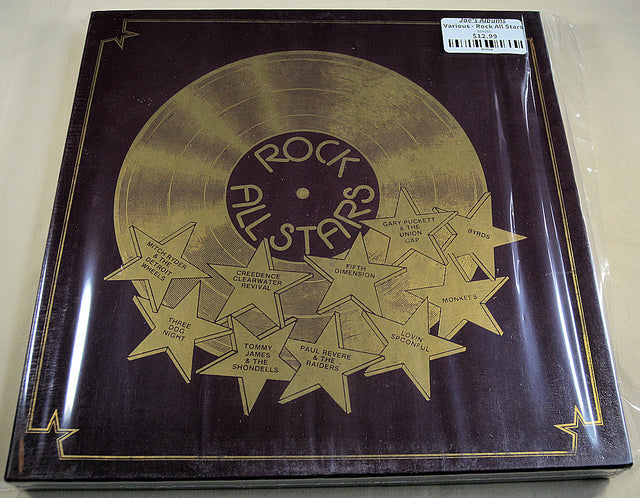 Joe's Albums
Various - Rock All Stars
$12.99
ROCK
ALL STARS
GARY PUCKETT
& THE
UNION
GAP
BYRDS
MITCH RYDER
& THE
DETROIT
WHEELS
CREEDENCE
CLEARWATER
REVIVAL
FIFTH
DIMENSION
MONKEES
THREE
DOG
NIGHT
TOMMY
JAMES
& THE
SHONDELLS
PAUL REVERE
& THE
RAIDERS
LOVIN
SPOONFUL